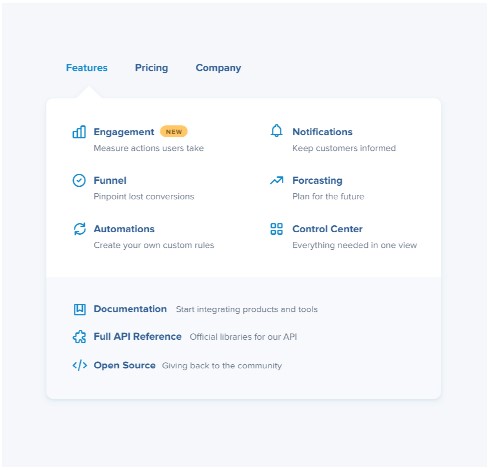 Features Pricing Company
Engagement NEW
Measure actions users take
Notifications
Keep customers informed
Funnel
Pinpoint lost conversions
Forcasting
Plan for the future
Automations
Create your own custom rules
Control Center
Everything needed in one view
Documentation Start integrating products and tools
Full API Reference Official libraries for our API
Open Source Giving back to the community